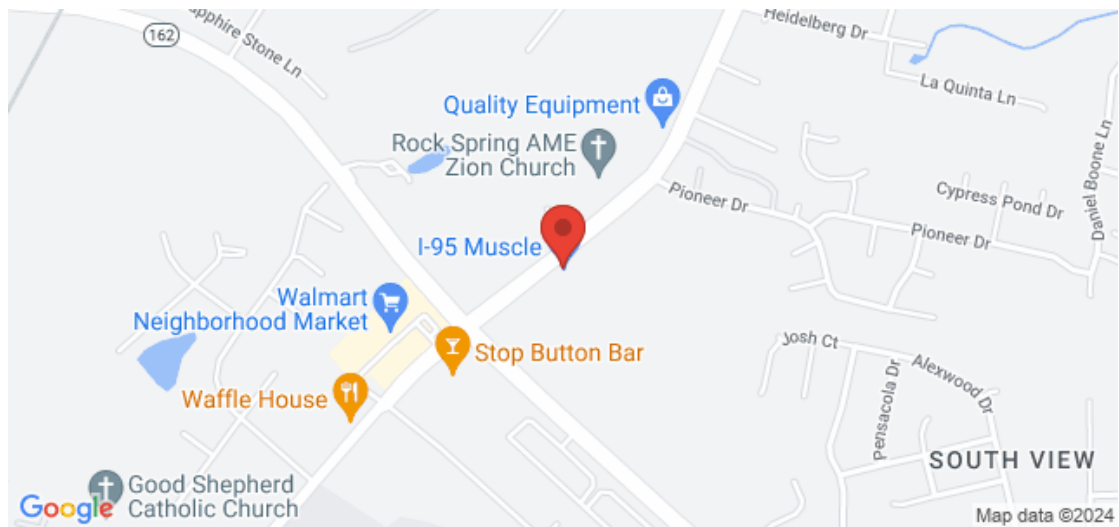 162
Sapphire Stone Ln
Heidelberg Dr
La Quinta Ln
Quality Equipment
Rock Spring AME
Zion Church
Pioneer Dr
Cypress Pond Dr
Daniel Boone Ln
Pioneer Dr
I-95 Muscle
Walmart
Neighborhood Market
Stop Button Bar
Josh Ct
Alexwood Dr
Pensacola Dr
Waffle House
SOUTH VIEW
Good Shepherd
Catholic Church
Google
Map data ©2024